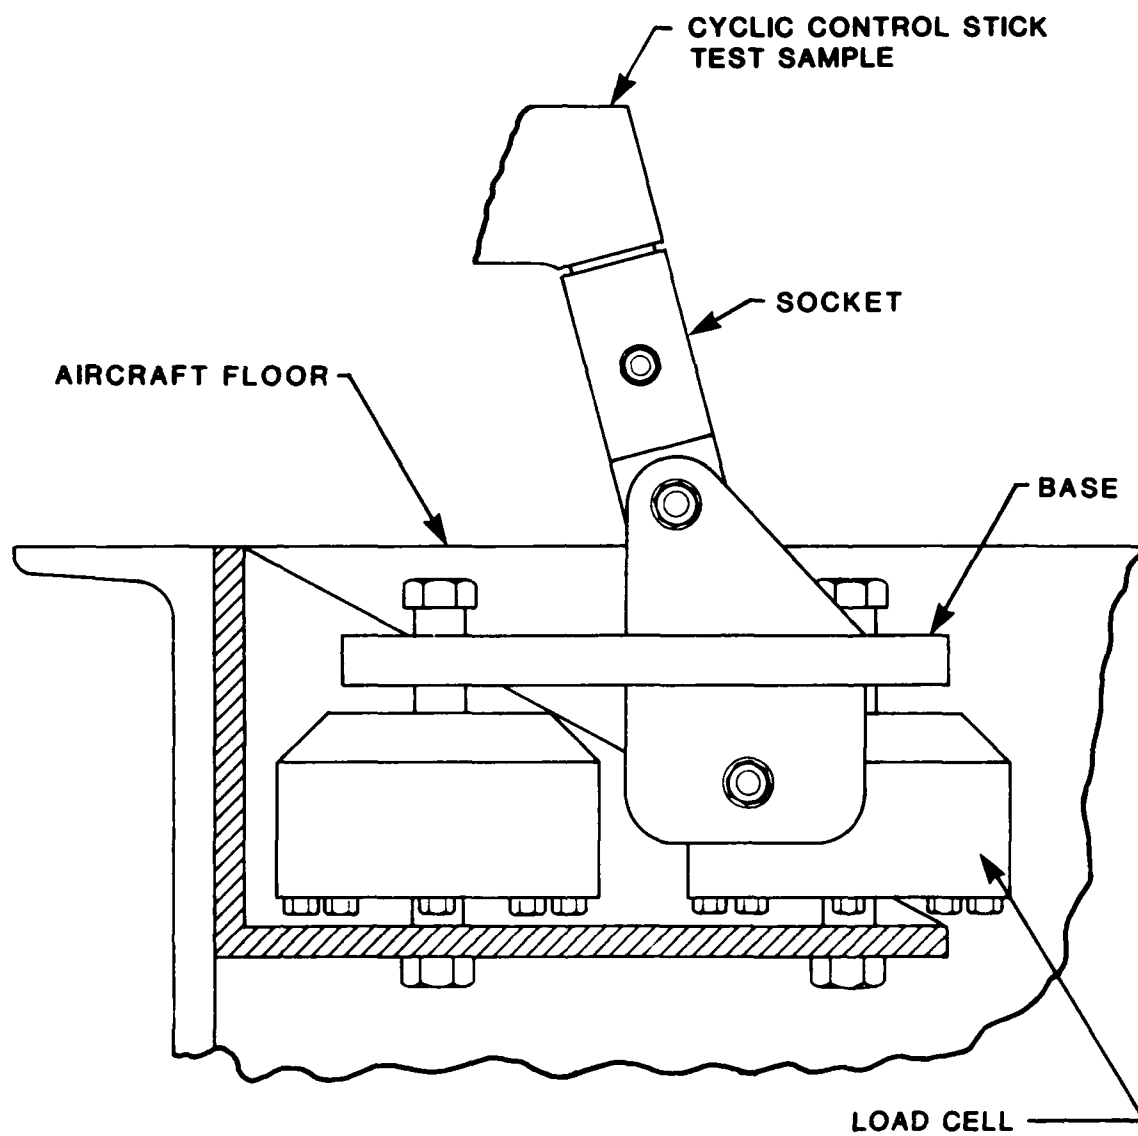 CYCLIC CONTROL STICK
TEST SAMPLE
SOCKET
AIRCRAFT FLOOR
BASE
LOAD CELL